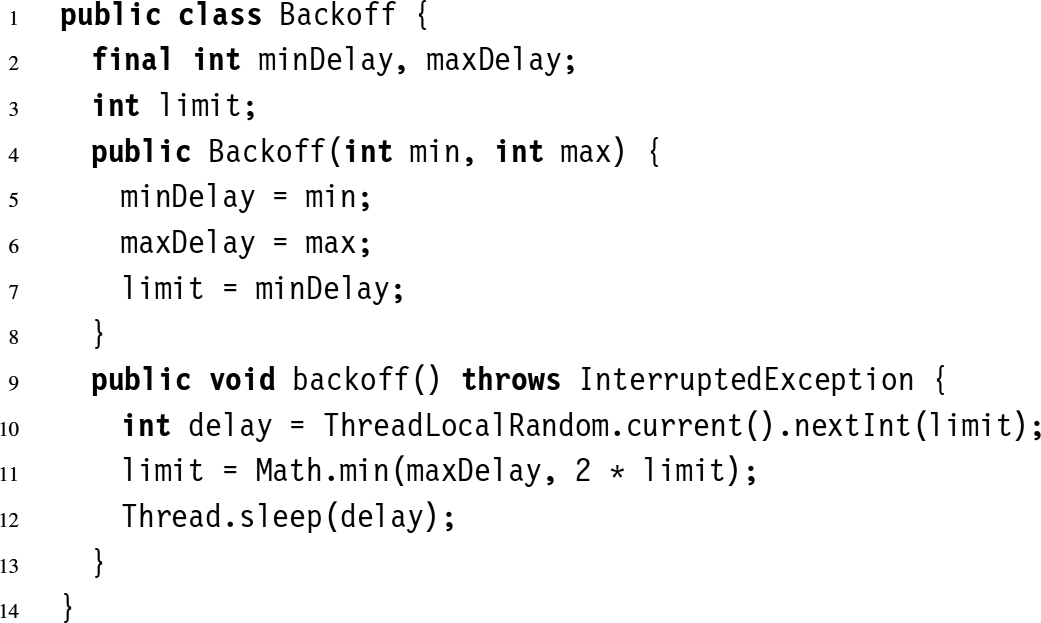 1 public class Backoff {
2 final int minDelay, maxDelay;
3 int limit;
4 public Backoff(int min, int max) {
5 minDelay = min;
6 maxDelay = max;
7 limit = minDelay;
8 }
9 public void backoff() throws InterruptedException {
10 int delay = ThreadLocalRandom.current().nextInt(limit);
11 limit = Math.min(maxDelay, 2 * limit);
12 Thread.sleep(delay);
13 }
14 }